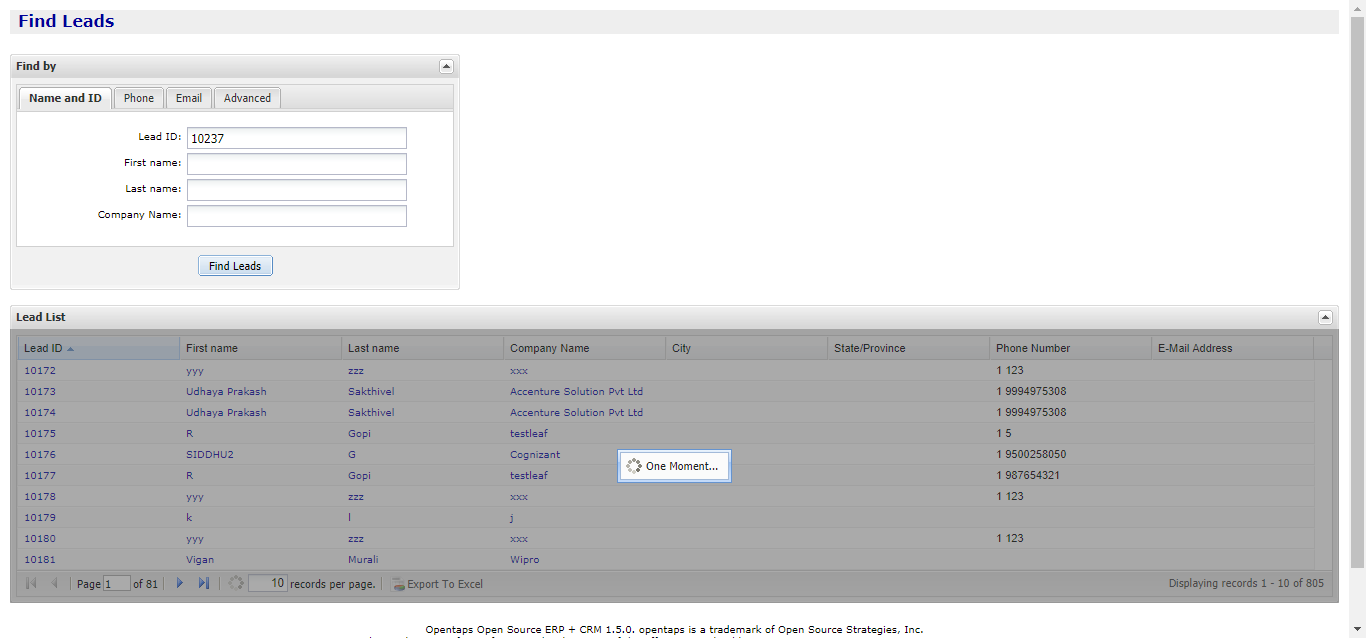 Find Leads
Find by
Name and ID Phone Email Advanced
Lead ID: 10237
First name:
Last name:
Company Name:
Find Leads
Lead List
Lead ID First name Last name Company Name City State/Province Phone Number E-Mail Address
10172 yyy zzz xxx 1 123
10173 Udhaya Prakash Sakthivel Accenture Solution Pvt Ltd 1 9994975308
10174 Udhaya Prakash Sakthivel Accenture Solution Pvt Ltd 1 9994975308
10175 R Gopi testleaf 1 5
10176 SIDDHU2 G Cognizant 1 9500258050
One Moment...
10177 R Gopi testleaf 1 987654321
10178 yyy zzz xxx 1 123
10179 k l j
10180 yyy zzz xxx 1 123
10181 Vigan Murali Wipro
Page 1 of 81 10 records per page. Export To Excel Displaying records 1 - 10 of 805
Opentaps Open Source ERP + CRM 1.5.0. opentaps is a trademark of Open Source Strategies, Inc.